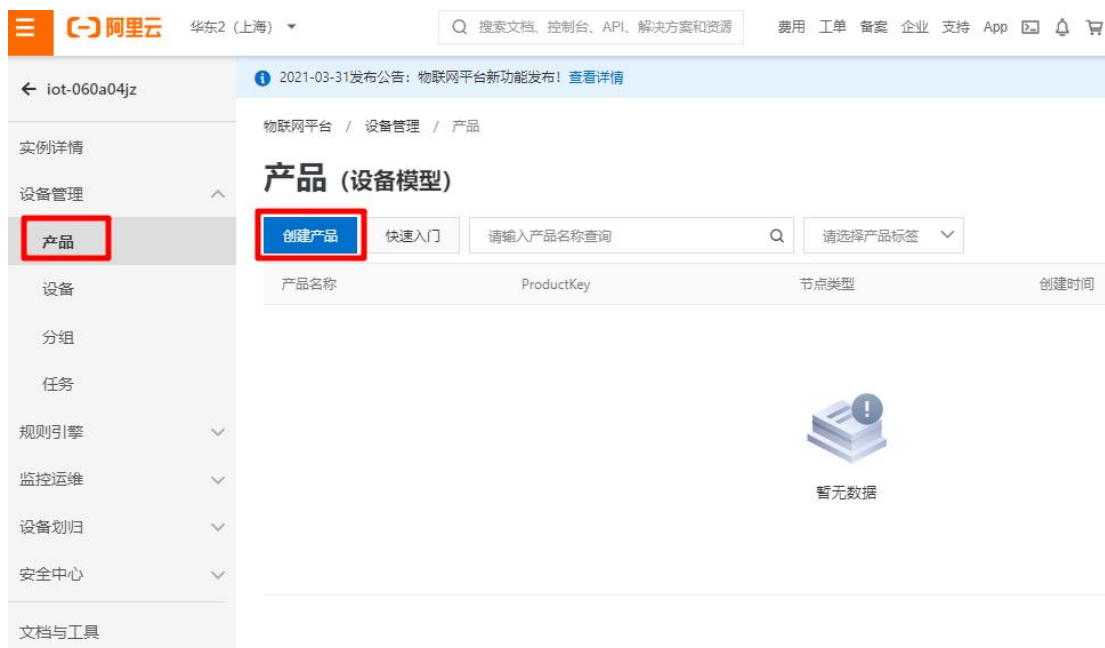 阿里云 华东2（上海） 搜索文档、控制台、API、解决方案和资源 费用 工单 备案 企业 支持 App
iot-060a04jz
2021-03-31发布公告：物联网平台新功能发布！查看详情
物联网平台 / 设备管理 / 产品
实例详情
产品（设备模型）
设备管理
产品
创建产品 快速入门 请输入产品名称查询 请选择产品标签
产品名称 ProductKey 节点类型 创建时间
设备
分组
任务
规则引擎
监控运维
暂无数据
设备划归
安全中心
文档与工具